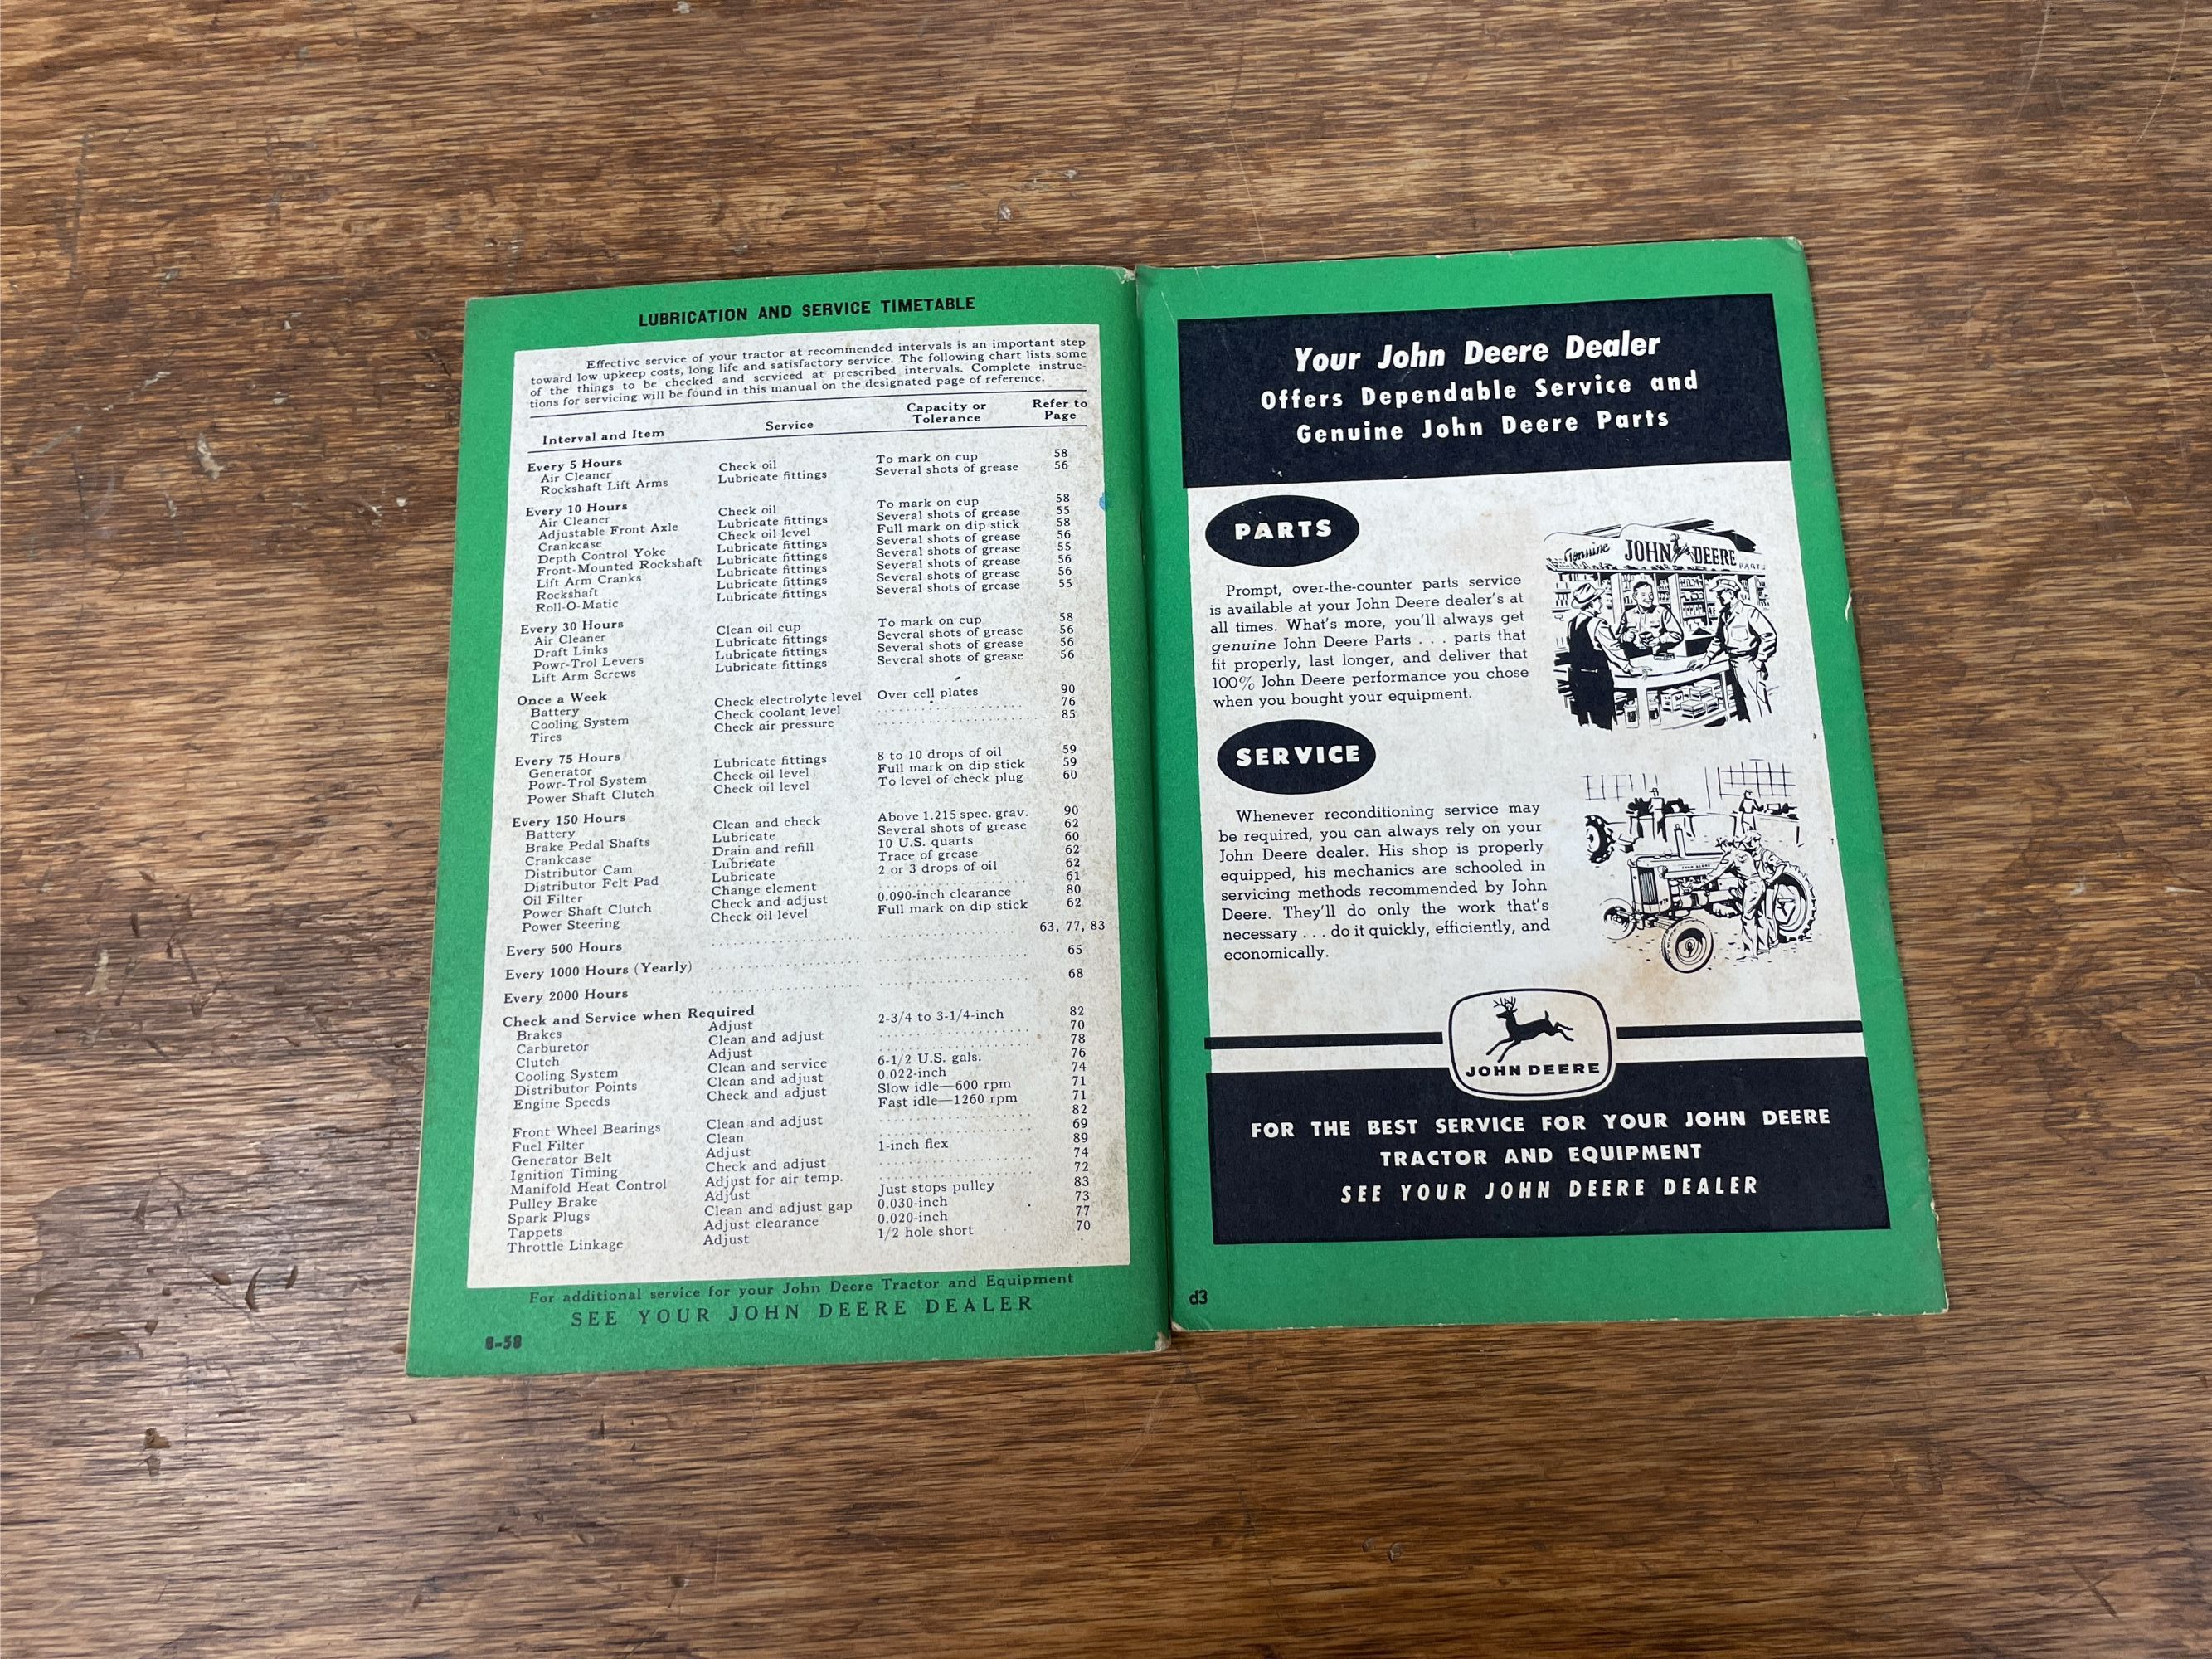 LUBRICATION AND SERVICE TIMETABLE
Effective service of your tractor at recommended intervals is an important step
toward low upkeep costs, long life and satisfactory service. The following chart lists some
of the things to be checked and serviced at prescribed intervals. Complete instruc-
tions for servicing will be found in this manual on the designated page of reference.
Interval and Item Service Capacity or Tolerance Refer to Page
Every 5 Hours
Air Cleaner Check oil To mark on cup 58
Rockshaft Lift Arms Lubricate fittings Several shots of grease 56
Every 10 Hours
Air Cleaner Check oil To mark on cup 58
Adjustable Front Axle Lubricate fittings Several shots of grease 55
Crankcase Check oil level Full mark on dip stick 58
Depth Control Yoke Lubricate fittings Several shots of grease 56
Front-Mounted Rockshaft Lubricate fittings Several shots of grease 55
Lift Arm Cranks Lubricate fittings Several shots of grease 56
Rockshaft Lubricate fittings Several shots of grease 56
Roll-O-Matic Lubricate fittings Several shots of grease 55
Every 30 Hours
Air Cleaner Clean oil cup To mark on cup 58
Draft Links Lubricate fittings Several shots of grease 56
Powr-Trol Levers Lubricate fittings Several shots of grease 56
Lift Arm Screws Lubricate fittings Several shots of grease 56
Once a Week
Battery Check electrolyte level Over cell plates 90
Cooling System Check coolant level .......... 76
Tires Check air pressure .......... 85
Every 75 Hours
Generator Lubricate fittings 8 to 10 drops of oil 59
Powr-Trol System Check oil level Full mark on dip stick 59
Power Shaft Clutch Check oil level To level of check plug 60
Every 150 Hours
Battery Clean and check Above 1.215 spec. grav. 90
Brake Pedal Shafts Lubricate Several shots of grease 62
Crankcase Drain and refill 10 U.S. quarts 60
Distributor Cam Lubricate Trace of grease 62
Distributor Felt Pad Lubricate 2 or 3 drops of oil 62
Oil Filter Change element .......... 61
Power Shaft Clutch Check and adjust 0.090-inch clearance 80
Power Steering Check oil level Full mark on dip stick 62
Every 500 Hours .......... .......... 63, 77, 83
Every 1000 Hours (Yearly) .......... .......... 65
Every 2000 Hours .......... .......... 68
Check and Service when Required
Brakes Adjust 2-3/4 to 3-1/4-inch 82
Carburetor Clean and adjust .......... 70
Clutch Adjust .......... 78
Cooling System Clean and service 6-1/2 U.S. gals. 76
Distributor Points Clean and adjust 0.022-inch 74
Engine Speeds Check and adjust Slow idle—600 rpm 71
Fast idle—1260 rpm 71
Front Wheel Bearings Clean and adjust .......... 82
Fuel Filter Clean .......... 69
Generator Belt Adjust 1-inch flex 89
Ignition Timing Check and adjust .......... 74
Manifold Heat Control Adjust for air temp. .......... 72
Pulley Brake Adjust Just stops pulley 83
Spark Plugs Clean and adjust gap 0.030-inch 73
Tappets Adjust clearance 0.020-inch 77
Throttle Linkage Adjust 1/2 hole short 70
For additional service for your John Deere Tractor and Equipment
SEE YOUR JOHN DEERE DEALER
8-58
Your John Deere Dealer
Offers Dependable Service and
Genuine John Deere Parts
PARTS
Prompt, over-the-counter parts service
is available at your John Deere dealer's at
all times. What's more, you'll always get
genuine John Deere Parts . . . parts that
fit properly, last longer, and deliver that
100% John Deere performance you chose
when you bought your equipment.
Genuine JOHN DEERE PARTS
SERVICE
Whenever reconditioning service may
be required, you can always rely on your
John Deere dealer. His shop is properly
equipped, his mechanics are schooled in
servicing methods recommended by John
Deere. They'll do only the work that's
necessary . . . do it quickly, efficiently, and
economically.
JOHN DEERE
FOR THE BEST SERVICE FOR YOUR JOHN DEERE
TRACTOR AND EQUIPMENT
SEE YOUR JOHN DEERE DEALER
d3